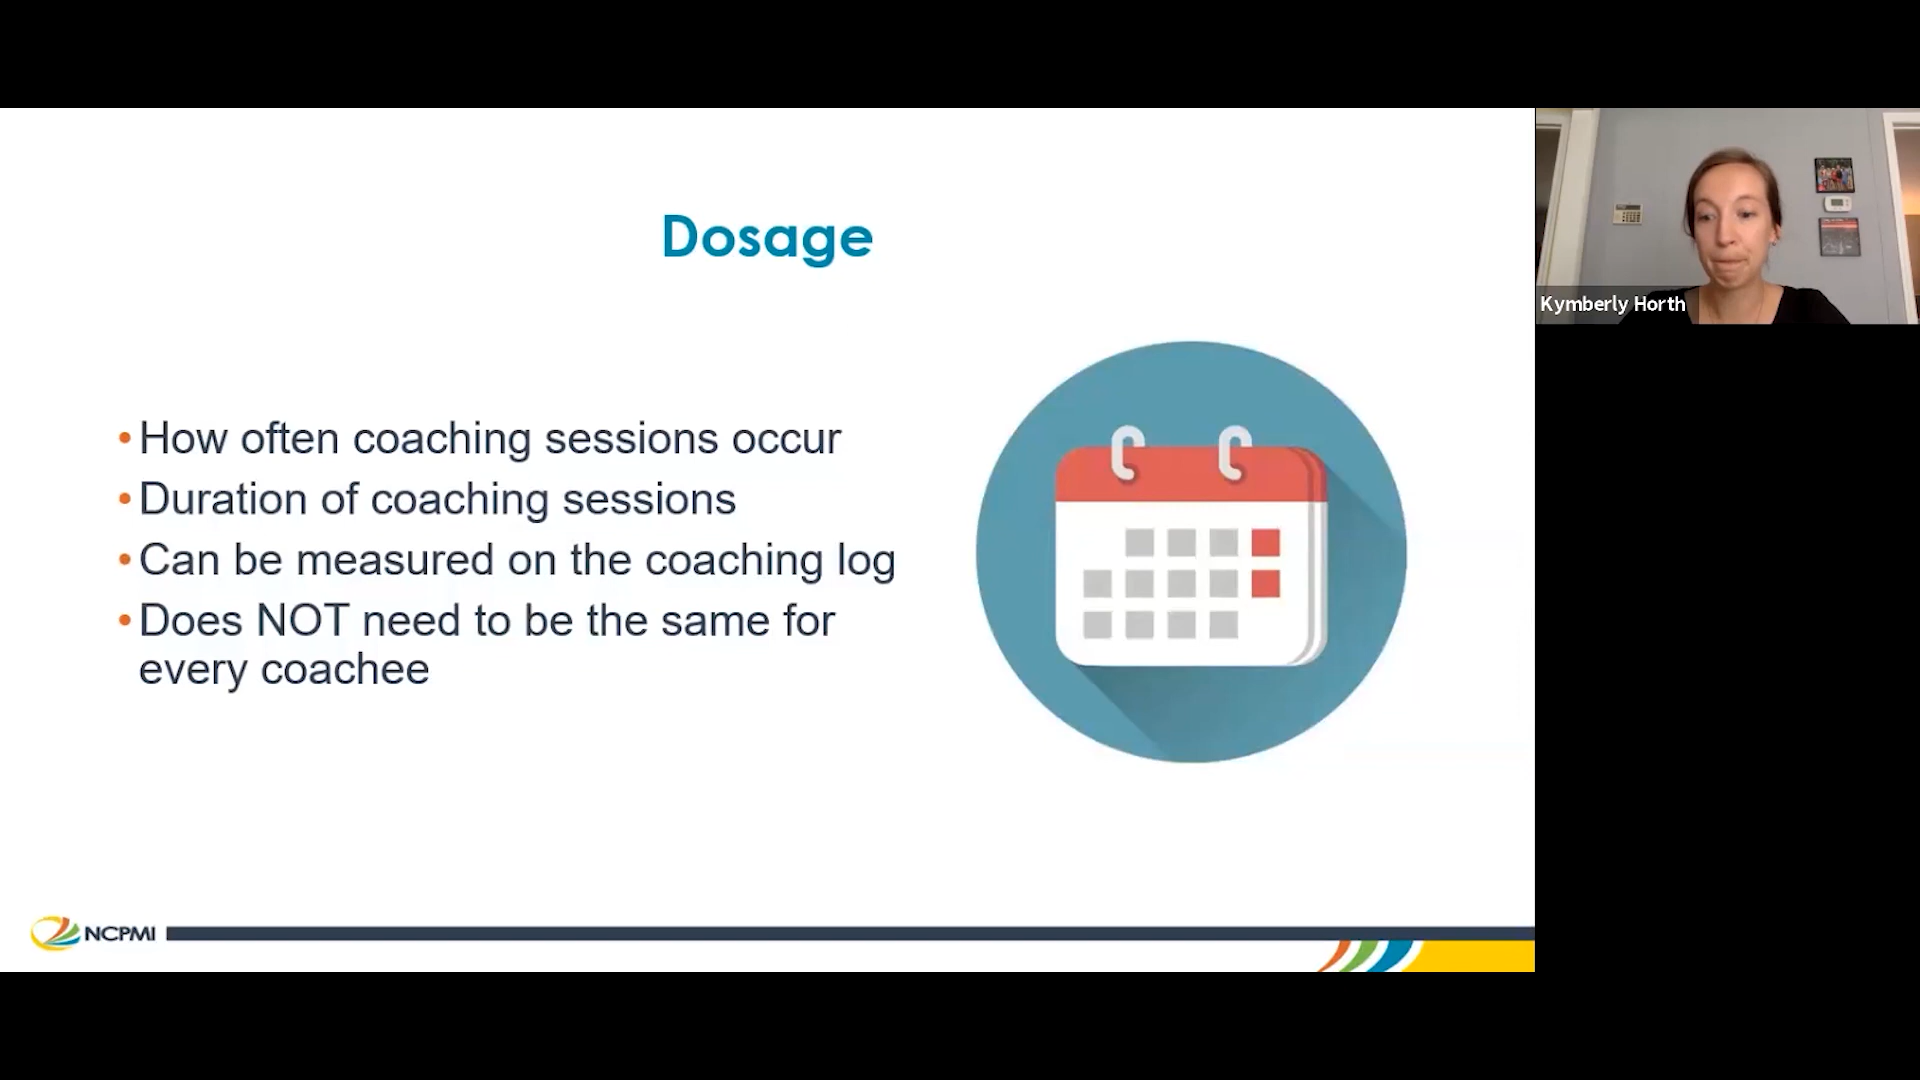 Dosage
•How often coaching sessions occur
•Duration of coaching sessions
•Can be measured on the coaching log
•Does NOT need to be the same for
every coachee
NCPMI
Kymberly Horth